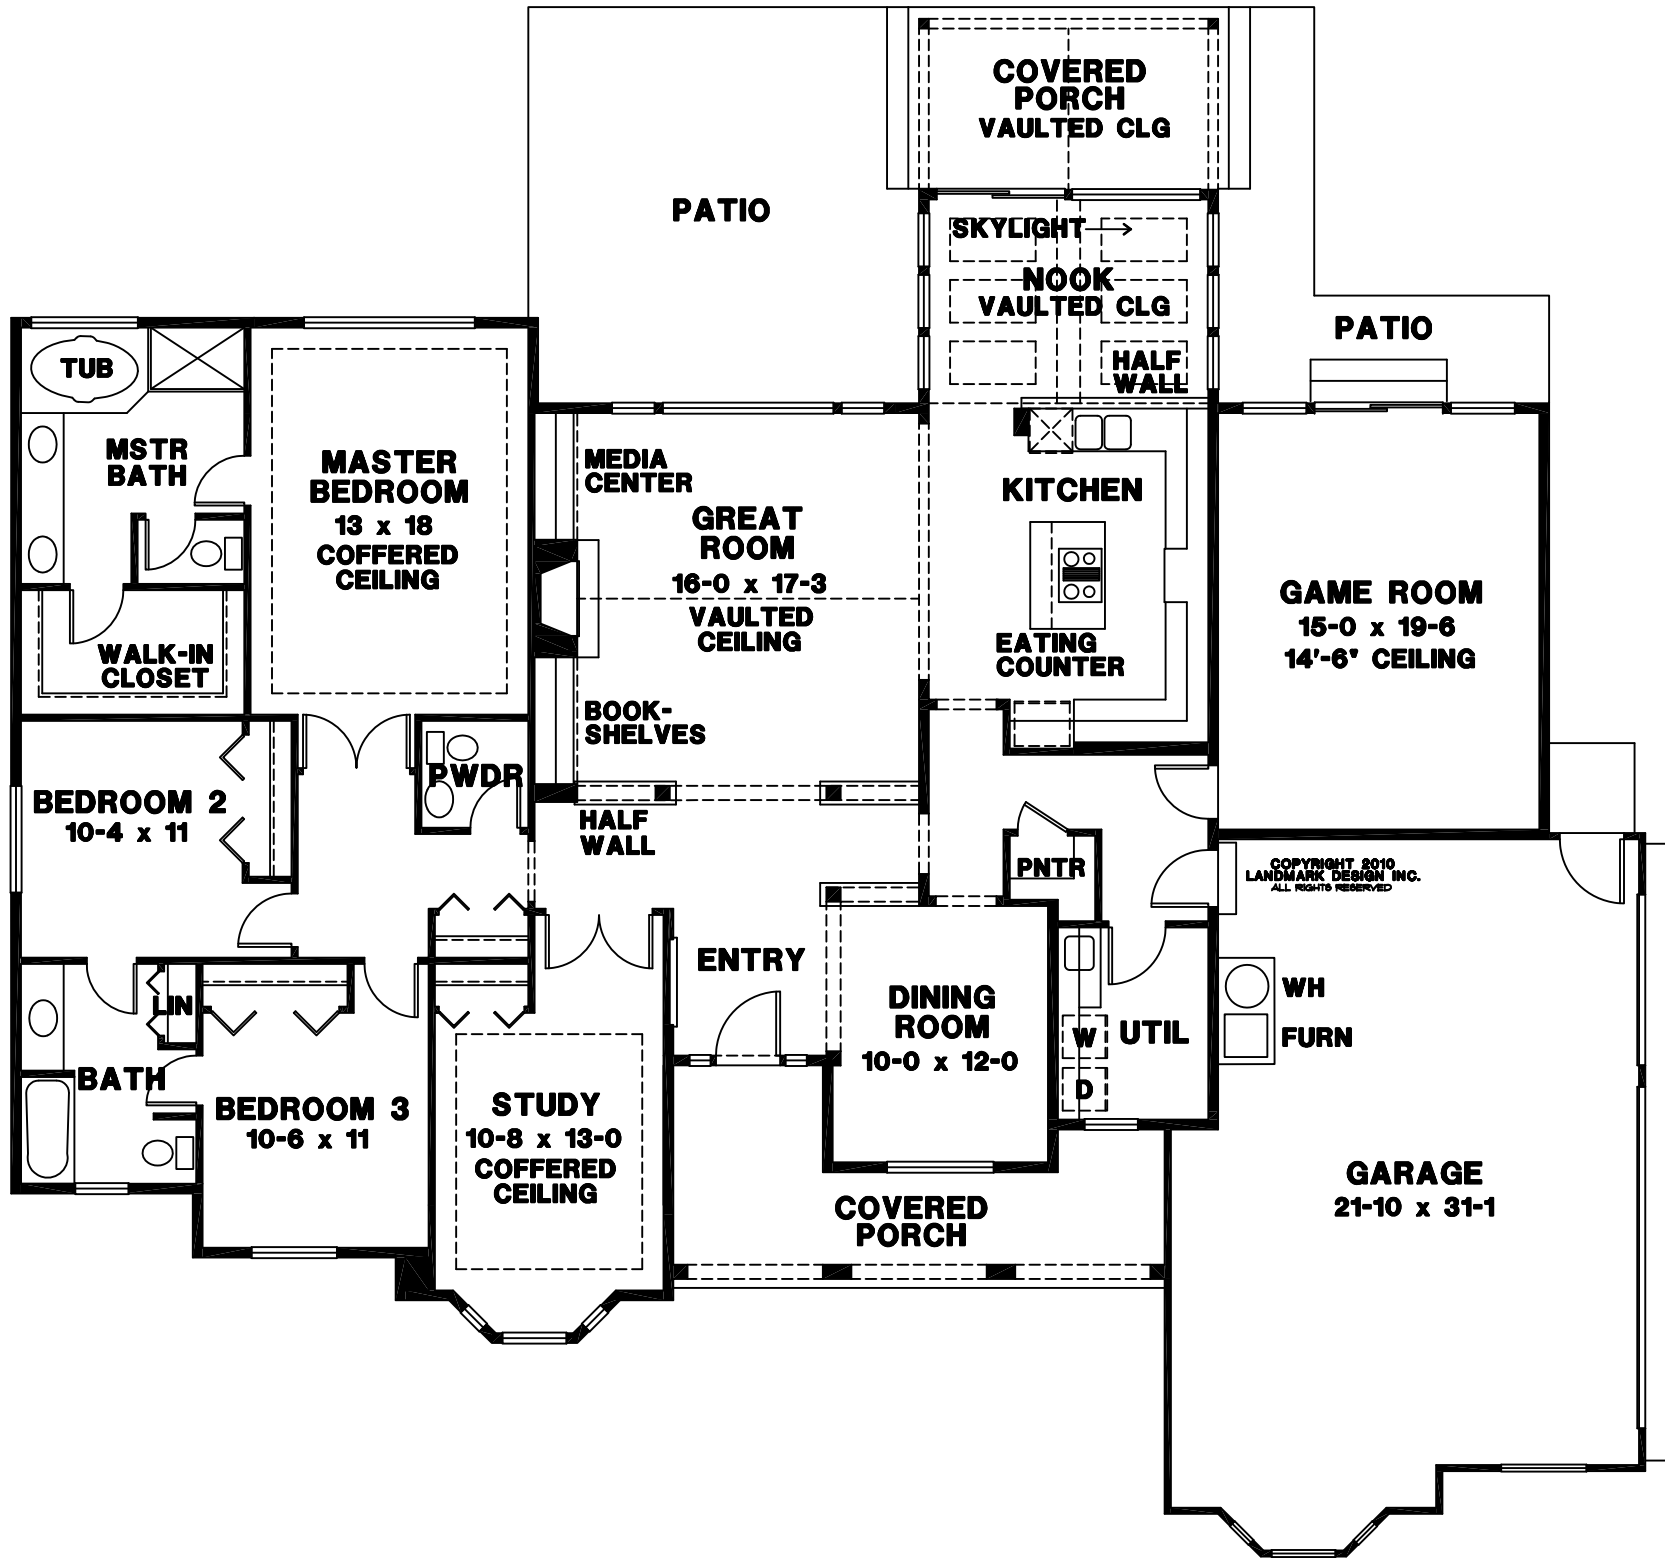 COVERED
PORCH
VAULTED CLG
PATIO
SKYLIGHT
NOOK
VAULTED CLG
HALF
WALL
PATIO
TUB
MSTR
BATH
MASTER
BEDROOM
13 x 18
COFFERED
CEILING
MEDIA
CENTER
GREAT
ROOM
16-0 x 17-3
VAULTED
CEILING
KITCHEN
EATING
COUNTER
GAME ROOM
15-0 x 19-6
14'-6" CEILING
WALK-IN
CLOSET
BOOK-
SHELVES
PWDR
BEDROOM 2
10-4 x 11
HALF
WALL
PNTR
COPYRIGHT 2010
LANDMARK DESIGN INC.
ALL RIGHTS RESERVED
ENTRY
LIN
DINING
ROOM
10-0 x 12-0
W
D
UTIL
WH
FURN
BATH
BEDROOM 3
10-6 x 11
STUDY
10-8 x 13-0
COFFERED
CEILING
COVERED
PORCH
GARAGE
21-10 x 31-1